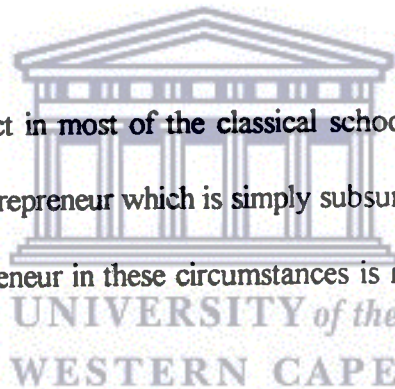 ct in most of the classical schoo
repreneur which is simply subsu
eneur in these circumstances is
UNIVERSITY of the
WESTERN CAPE